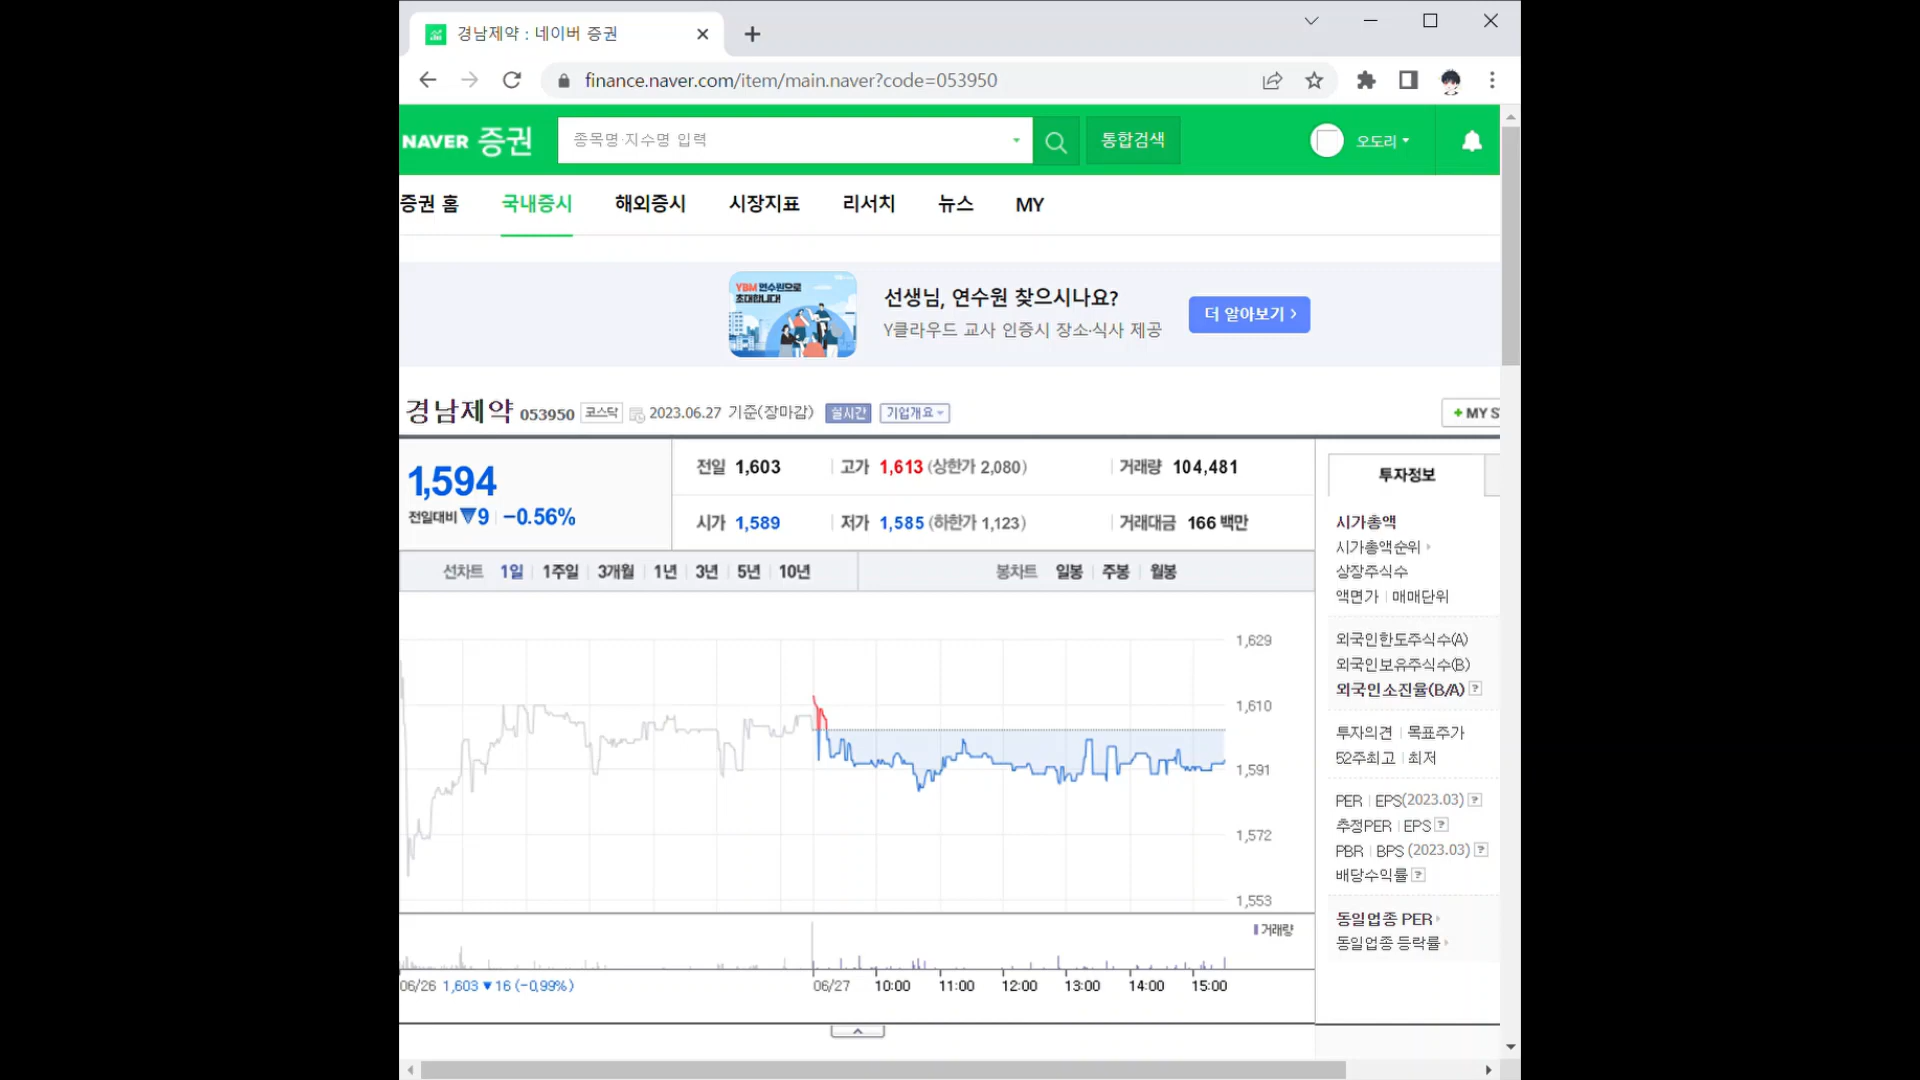 경남제약 : 네이버 증권
finance.naver.com/item/main.naver?code=053950
NAVER 증권
종목명·지수명 입력
통합검색
오도리
증권 홈 국내증시 해외증시 시장지표 리서치 뉴스 MY
YBM 연수원으로
초대합니다!
선생님, 연수원 찾으시나요?
Y클라우드 교사 인증시 장소·식사 제공
더 알아보기 >
경남제약 053950 코스닥 2023.06.27 기준(장마감) 실시간 기업개요
+ MY S
1,594
전일대비 ▼9 -0.56%
전일 1,603 고가 1,613 (상한가 2,080) 거래량 104,481
시가 1,589 저가 1,585 (하한가 1,123) 거래대금 166 백만
선차트 1일 1주일 3개월 1년 3년 5년 10년
봉차트 일봉 주봉 월봉
1,629
1,610
1,591
1,572
1,553
거래량
06/26 1,603 ▼16 (-0.99%)
06/27 10:00 11:00 12:00 13:00 14:00 15:00
투자정보
시가총액
시가총액순위
상장주식수
액면가 매매단위
외국인한도주식수(A)
외국인보유주식수(B)
외국인소진율(B/A) ?
투자의견 목표주가
52주최고 최저
PER EPS(2023.03) ?
추정PER EPS ?
PBR BPS (2023.03) ?
배당수익률 ?
동일업종 PER
동일업종 등락률